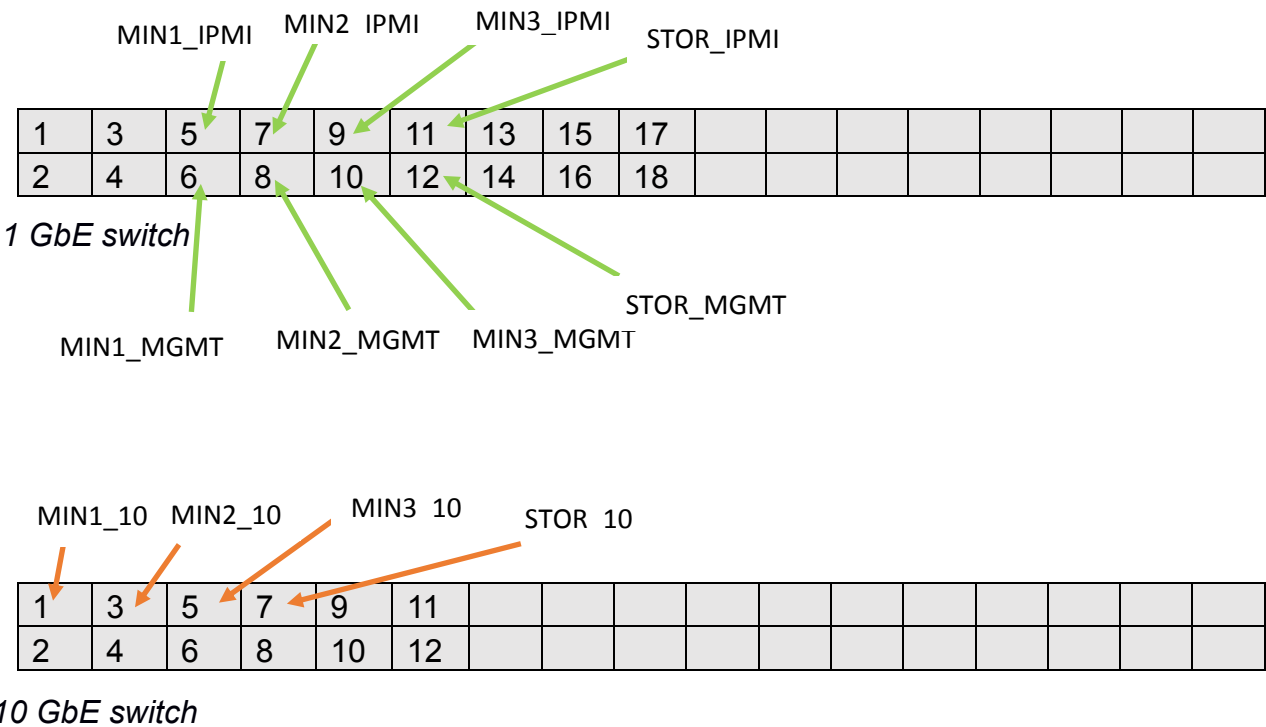 MIN1_IPMI MIN2 IPMI MIN3_IPMI STOR_IPMI
1 3 5 7 9 11 13 15 17
2 4 6 8 10 12 14 16 18
1 GbE switch
STOR_MGMT
MIN1_MGMT MIN2_MGMT MIN3_MGMT
MIN1_10 MIN2_10 MIN3 10 STOR 10
1 3 5 7 9 11
2 4 6 8 10 12
10 GbE switch